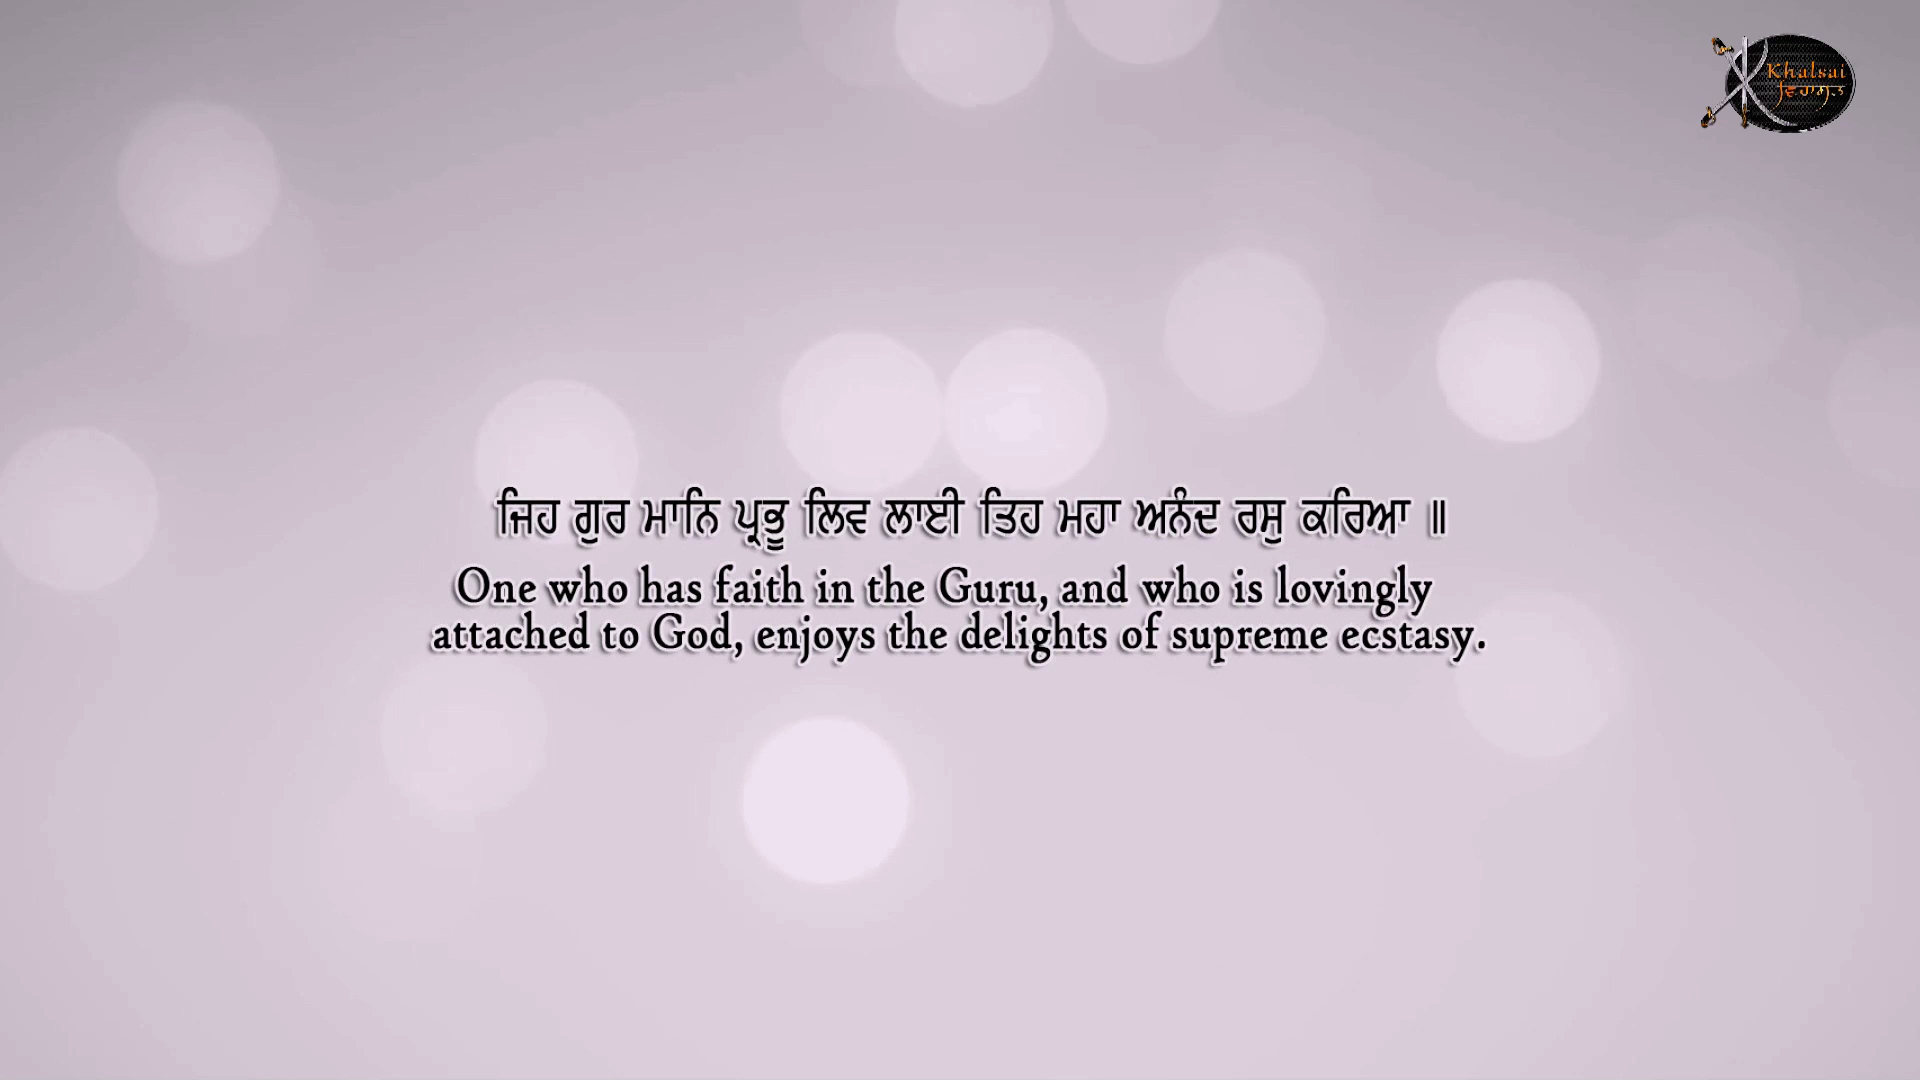 Khalsai
ਵਿਰਾਸਤ
ਜਿਹ ਗੁਰ ਮਾਨਿ ਪ੍ਰਭੂ ਲਿਵ ਲਾਈ ਤਿਹ ਮਹਾ ਅਨੰਦ ਰਸੁ ਕਰਿਆ ॥
One who has faith in the Guru, and who is lovingly
attached to God, enjoys the delights of supreme ecstasy.